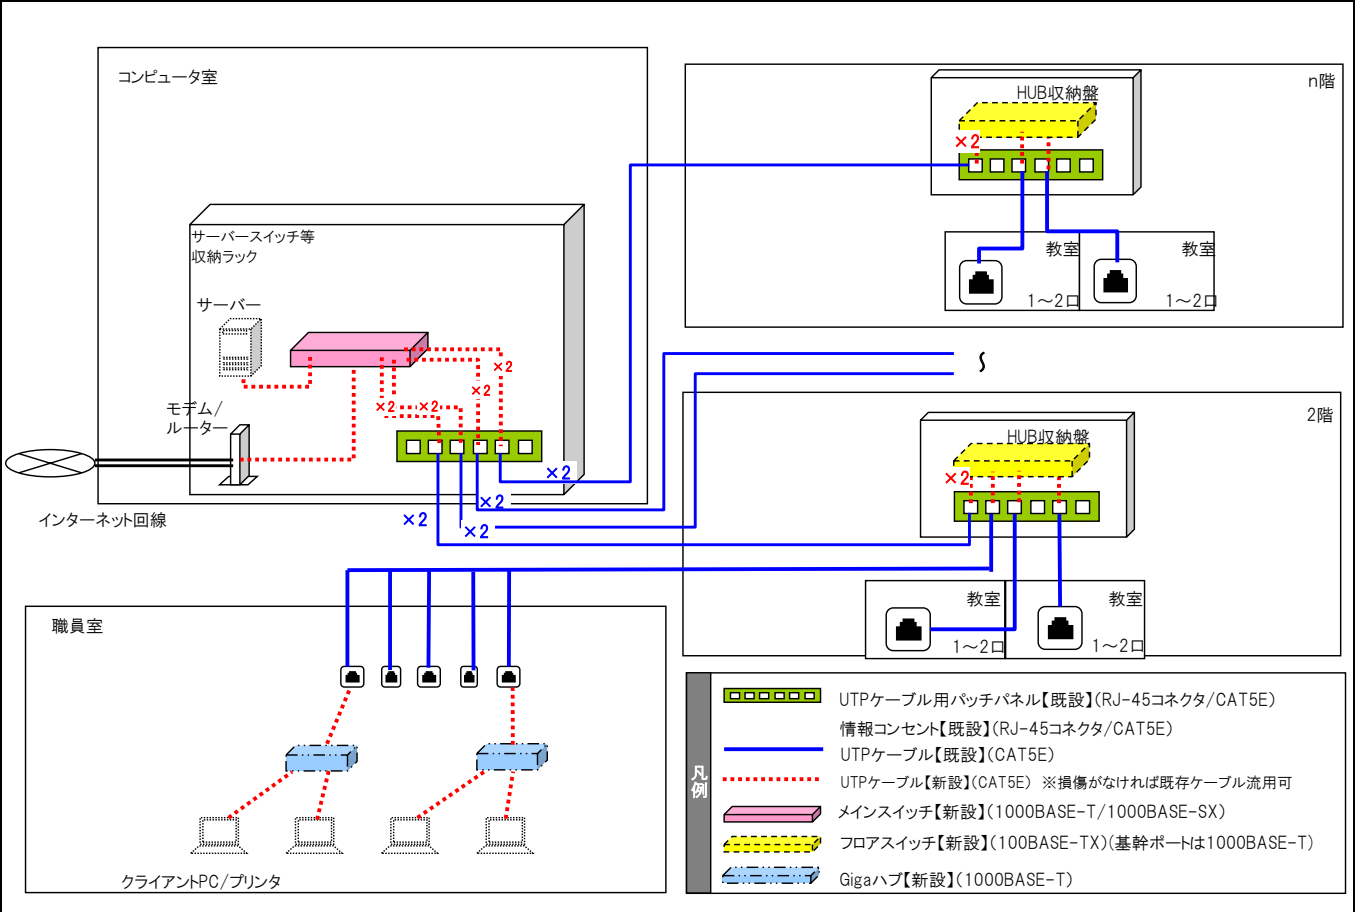 コンピュータ室
サーバースイッチ等
収納ラック
サーバー
モデム/
ルーター
インターネット回線
×2
×2
×2
×2
×2
×2
×2
×2
n階
HUB収納盤
×2
教室
1～2口
教室
1～2口
2階
HUB収納盤
×2
教室
1～2口
教室
1～2口
職員室
クライアントPC/プリンタ
凡例
UTPケーブル用パッチパネル【既設】(RJ-45コネクタ/CAT5E)
情報コンセント【既設】(RJ-45コネクタ/CAT5E)
UTPケーブル【既設】(CAT5E)
UTPケーブル【新設】(CAT5E) ※損傷がなければ既存ケーブル流用可
メインスイッチ【新設】(1000BASE-T/1000BASE-SX)
フロアスイッチ【新設】(100BASE-TX)(基幹ポートは1000BASE-T)
Gigaハブ【新設】(1000BASE-T)